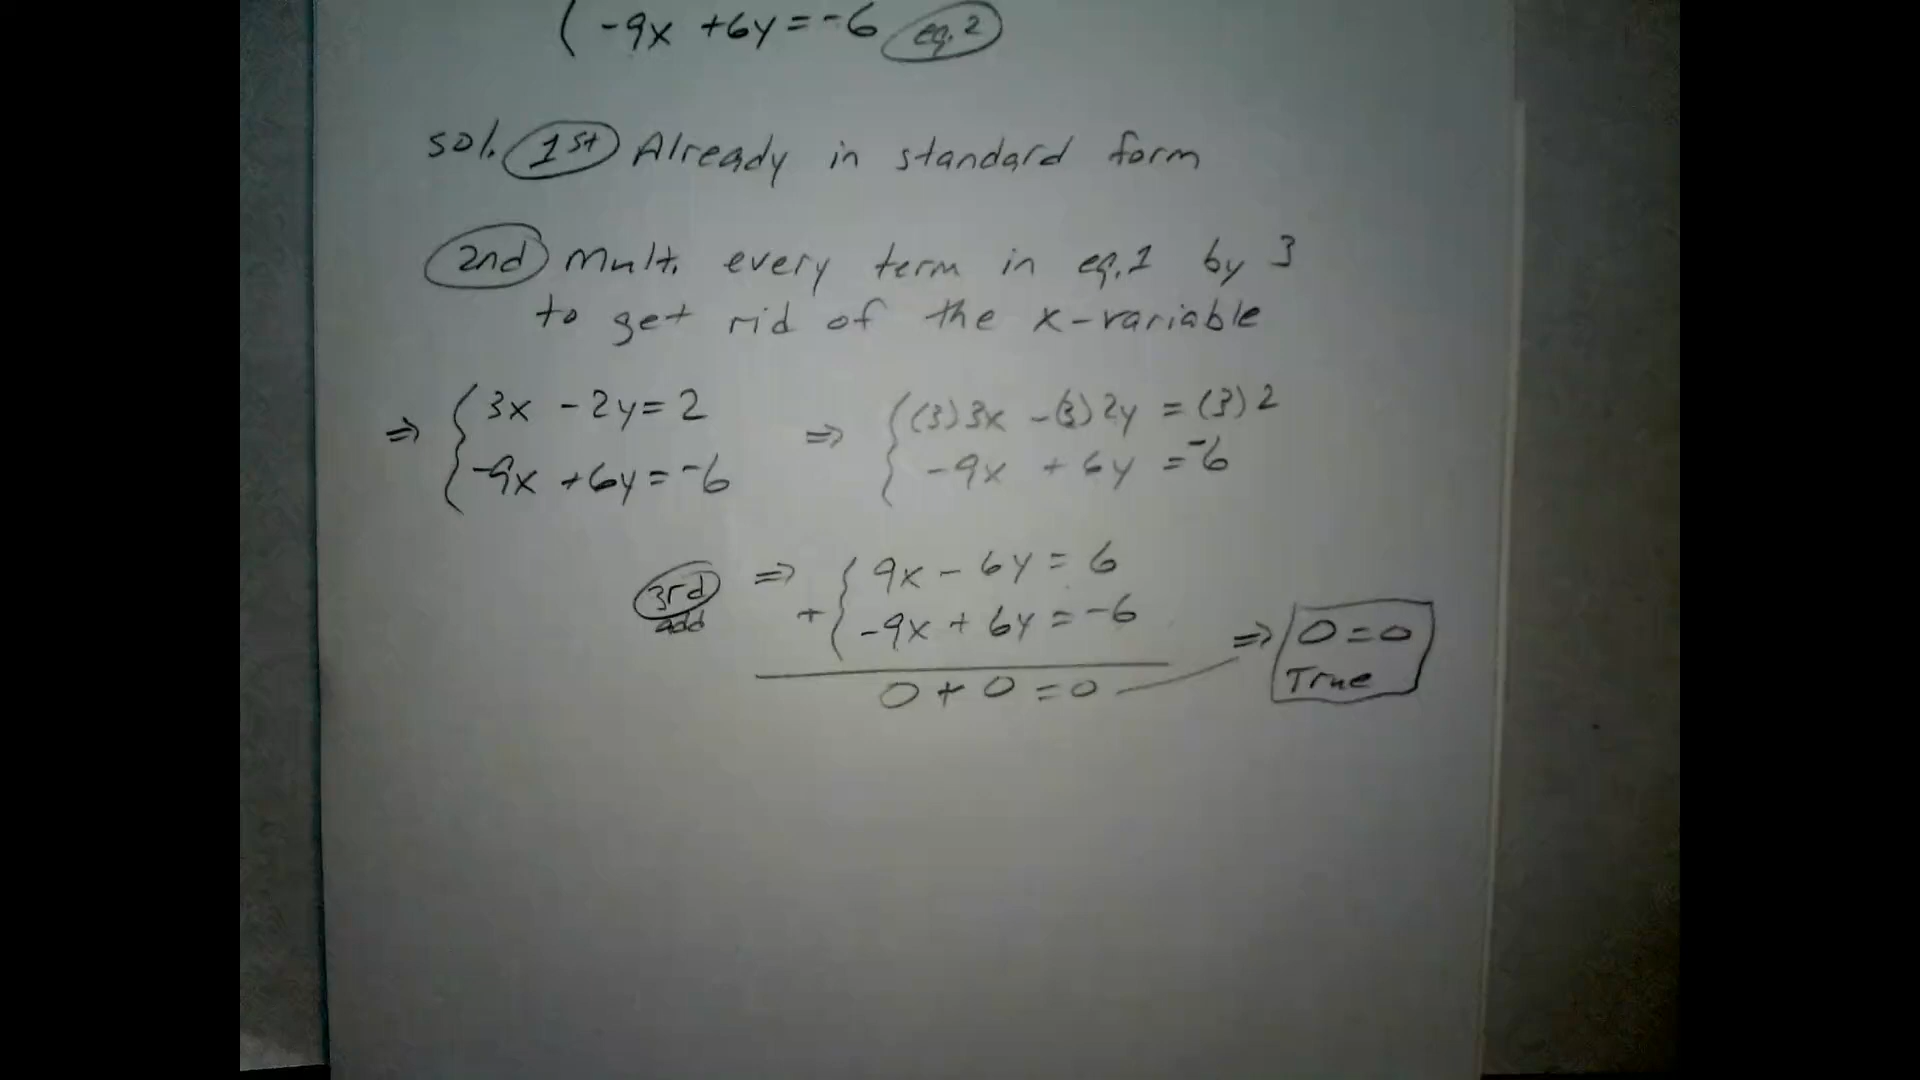 { -9x +6y = -6 eq.2
sol. 1st Already in standard form
2nd Mult. every term in eq.1 by 3
to get rid of the x-variable
⇒ { 3x - 2y = 2 ⇒ { (3)3x - (3)2y = (3)2
-9x +6y = -6 -9x + 6y = -6
3rd ⇒ { 9x - 6y = 6
add + -9x + 6y = -6 ⇒ 0 = 0
True
0 + 0 = 0